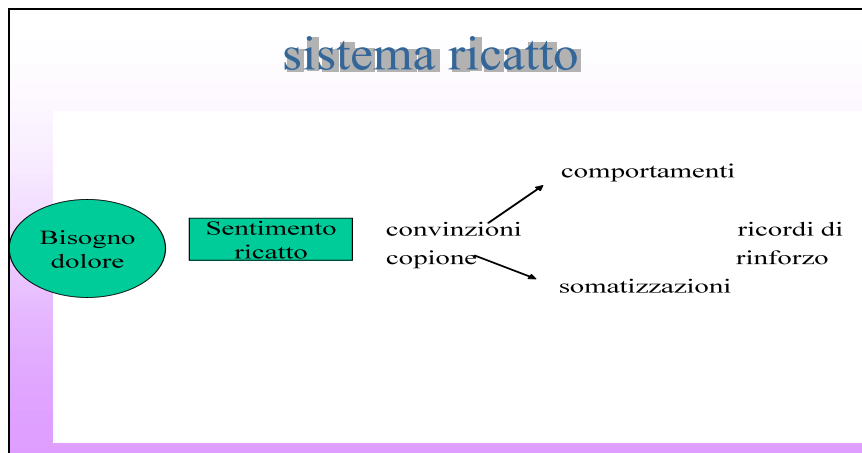 sistema ricatto
Bisogno
dolore
Sentimento
ricatto
convinzioni
copione
comportamenti
somatizzazioni
ricordi di
rinforzo